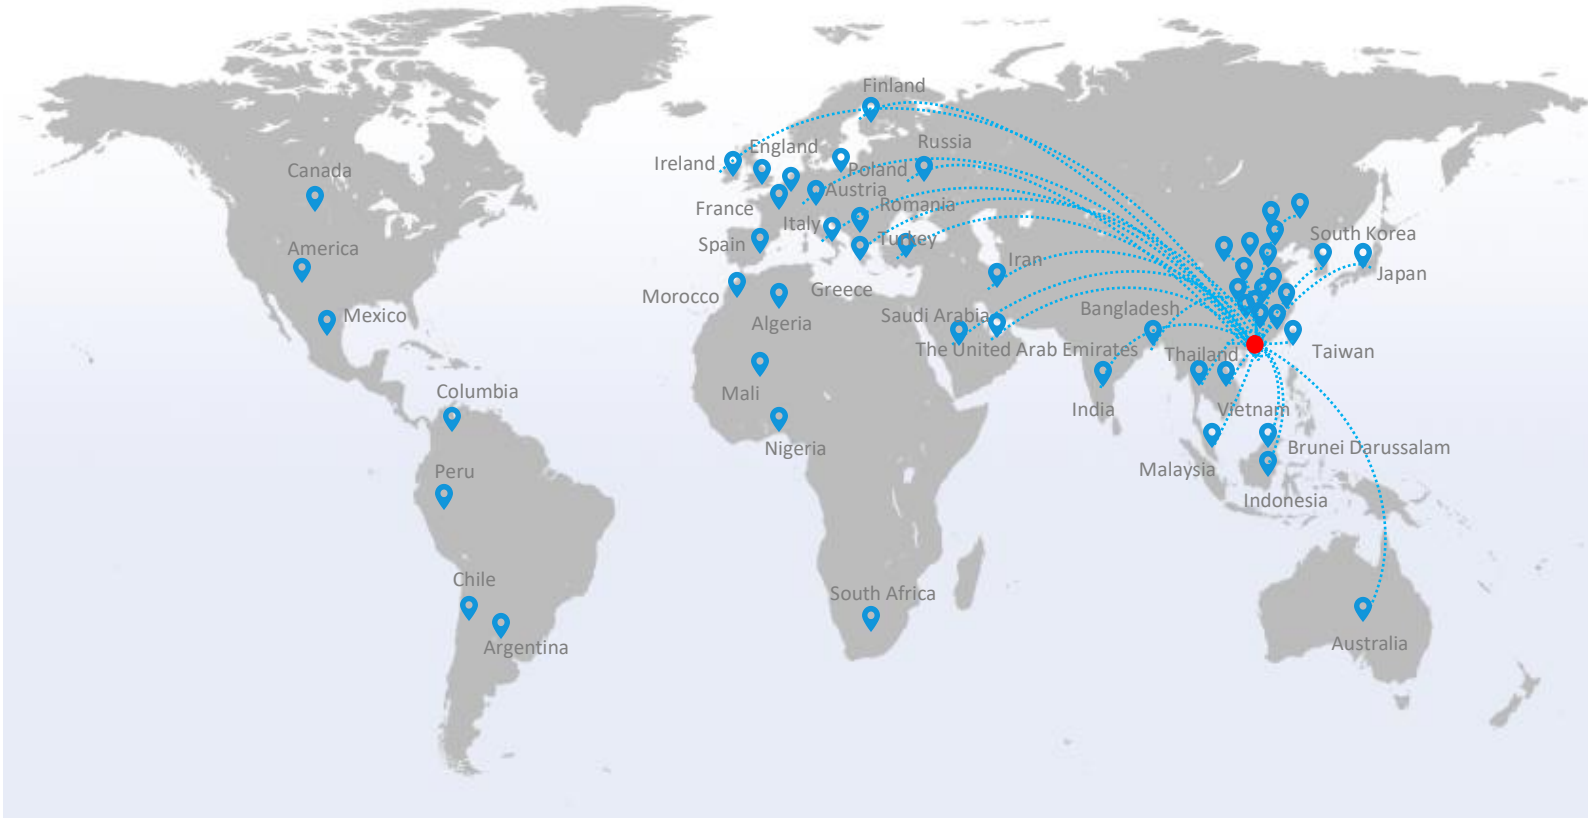 Finland
England
Russia
Ireland
Poland
Canada
Austria
France
Romania
Italy
South Korea
Spain
Turkey
America
Iran
Japan
Morocco
Greece
Mexico
Algeria
Saudi Arabia
Bangladesh
The United Arab Emirates
Thailand
Taiwan
Columbia
Mali
India
Vietnam
Nigeria
Brunei Darussalam
Peru
Malaysia
Indonesia
Chile
South Africa
Argentina
Australia